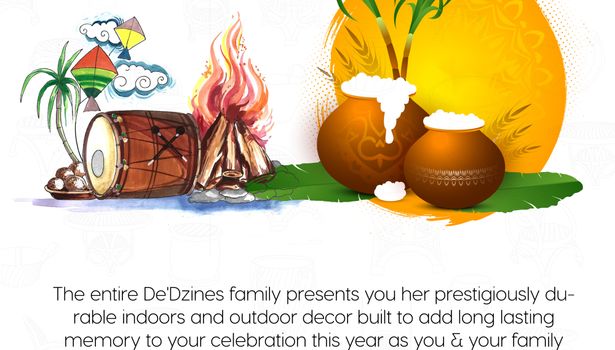 The entire De'Dzines family presents you her prestigiously du-
rable indoors and outdoor decor built to add long lasting
memory to your celebration this year as you & your family